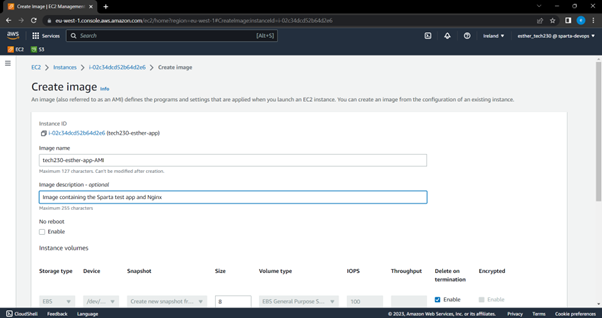 Create Image | EC2 Management
eu-west-1.console.aws.amazon.com/ec2/home?region=eu-west-1#CreateImage:instanceId=i-02c34dcd52b64d2e6
aws Services Search [Alt+S] Ireland esther_tech230 @ sparta-devops
EC2 S3
EC2 > Instances > i-02c34dcd52b64d2e6 > Create image
Create image Info
An image (also referred to as an AMI) defines the programs and settings that are applied when you launch an EC2 instance. You can create an image from the configuration of an existing instance.
Instance ID
i-02c34dcd52b64d2e6 (tech230-esther-app)
Image name
tech230-esther-app-AMI
Maximum 127 characters. Can't be modified after creation.
Image description - optional
Image containing the Sparta test app and Nginx
Maximum 255 characters
No reboot
Enable
Instance volumes
Storage type Device Snapshot Size Volume type IOPS Throughput Delete on termination Encrypted
EBS /dev/... Create new snapshot fr... 8 EBS General Purpose S... 100 Enable Enable
CloudShell Feedback Language © 2023, Amazon Web Services, Inc. or its affiliates. Privacy Terms Cookie preferences